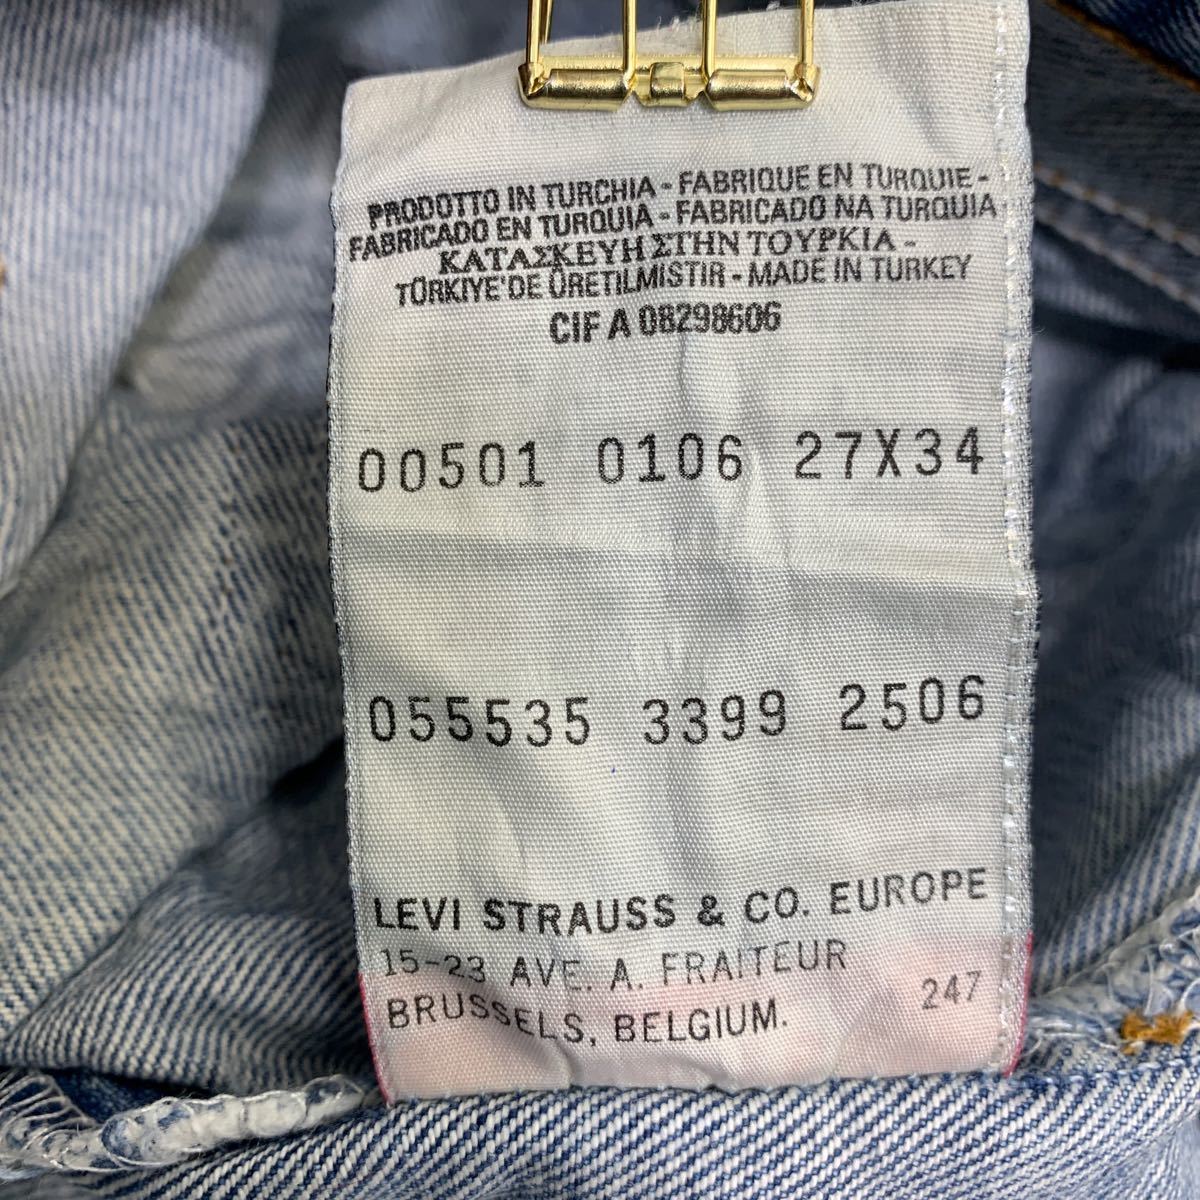 PRODOTTO IN TURCHIA - FABRIQUE EN TURQUIE -
FABRICADO EN TURQUIA - FABRICADO NA TURQUIA
ΚΑΤΑΣΚΕΥΗ ΣΤΗΝ ΤΟΥΡΚΙΑ -
TÜRKIYE'DE ÜRETILMISTIR - MADE IN TURKEY
CIF A 08298606
00501 0106 27X34
055535 3399 2506
LEVI STRAUSS & CO. EUROPE
15-23 AVE. A. FRAITEUR
BRUSSELS, BELGIUM. 247